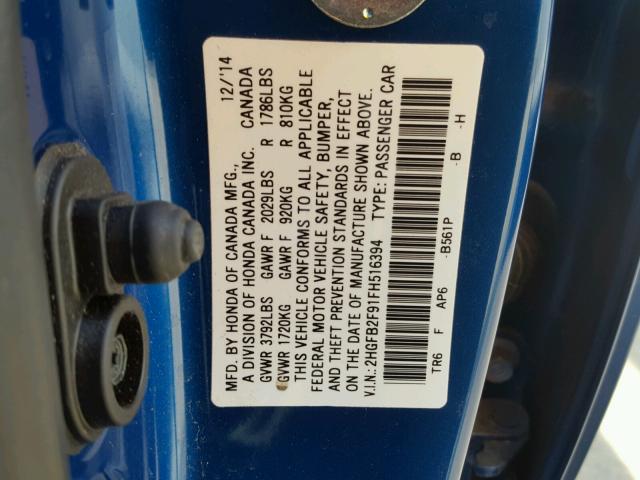 MFD. BY HONDA OF CANADA MFG., 12/'14
A DIVISION OF HONDA CANADA INC. CANADA
GVWR 3792LBS GAWR F 2029LBS R 1786LBS
GVWR 1720KG GAWR F 920KG R 810KG
THIS VEHICLE CONFORMS TO ALL APPLICABLE
FEDERAL MOTOR VEHICLE SAFETY, BUMPER,
AND THEFT PREVENTION STANDARDS IN EFFECT
ON THE DATE OF MANUFACTURE SHOWN ABOVE.
V.I.N.: 2HGFB2F91FH516394 TYPE: PASSENGER CAR
TR6 F AP6 -B561P -B -H